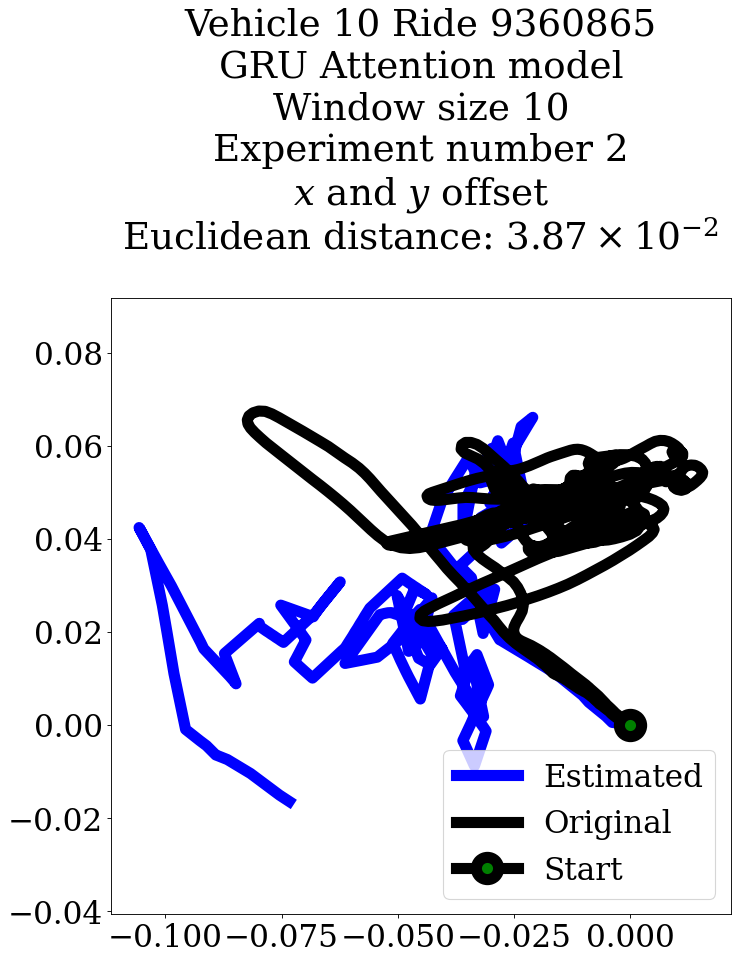 Vehicle 10 Ride 9360865
GRU Attention model
Window size 10
Experiment number 2
x and y offset
Euclidean distance: 3.87 × 10⁻²
0.08
0.06
0.04
0.02
0.00
−0.02
−0.04
−0.100 −0.075 −0.050 −0.025 0.000
Estimated
Original
Start